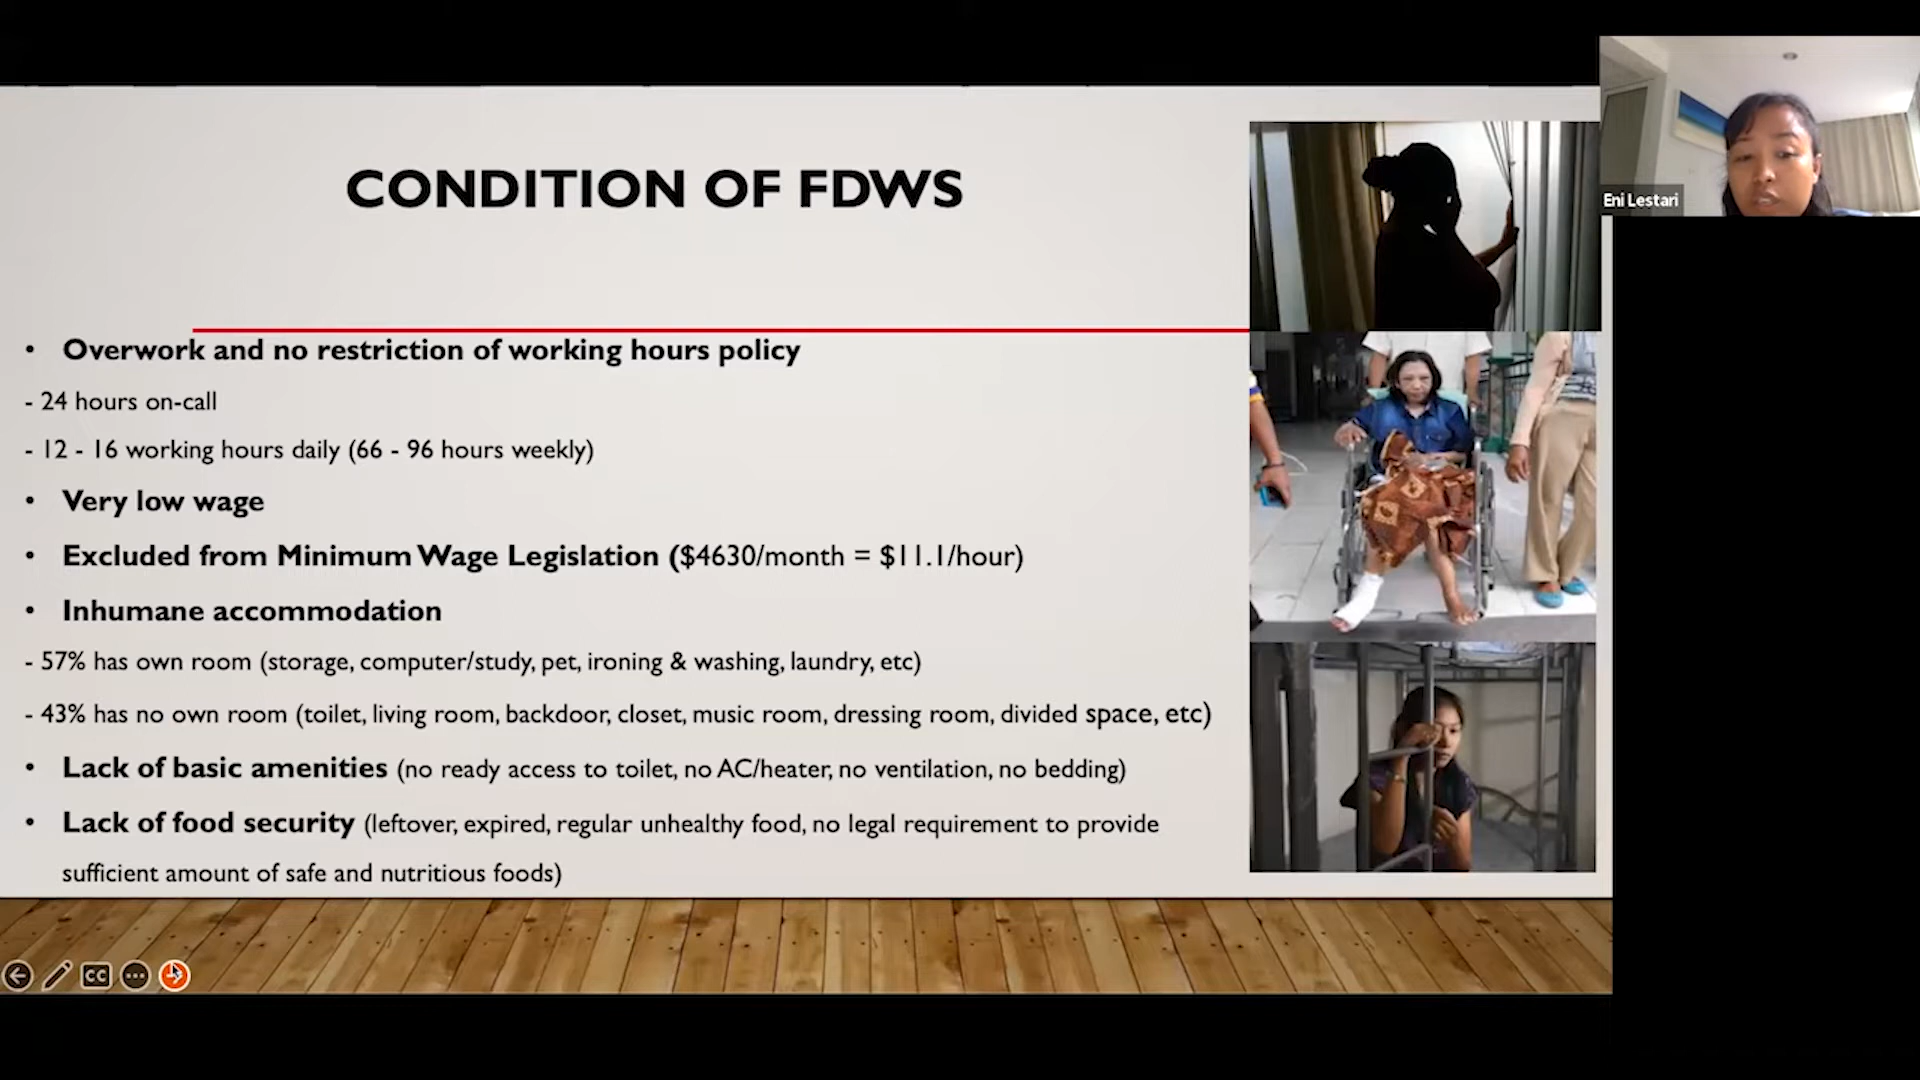 CONDITION OF FDWS
Eni Lestari
• Overwork and no restriction of working hours policy
- 24 hours on-call
- 12 - 16 working hours daily (66 - 96 hours weekly)
• Very low wage
• Excluded from Minimum Wage Legislation ($4630/month = $11.1/hour)
• Inhumane accommodation
- 57% has own room (storage, computer/study, pet, ironing & washing, laundry, etc)
- 43% has no own room (toilet, living room, backdoor, closet, music room, dressing room, divided space, etc)
• Lack of basic amenities (no ready access to toilet, no AC/heater, no ventilation, no bedding)
• Lack of food security (leftover, expired, regular unhealthy food, no legal requirement to provide
sufficient amount of safe and nutritious foods)
CC